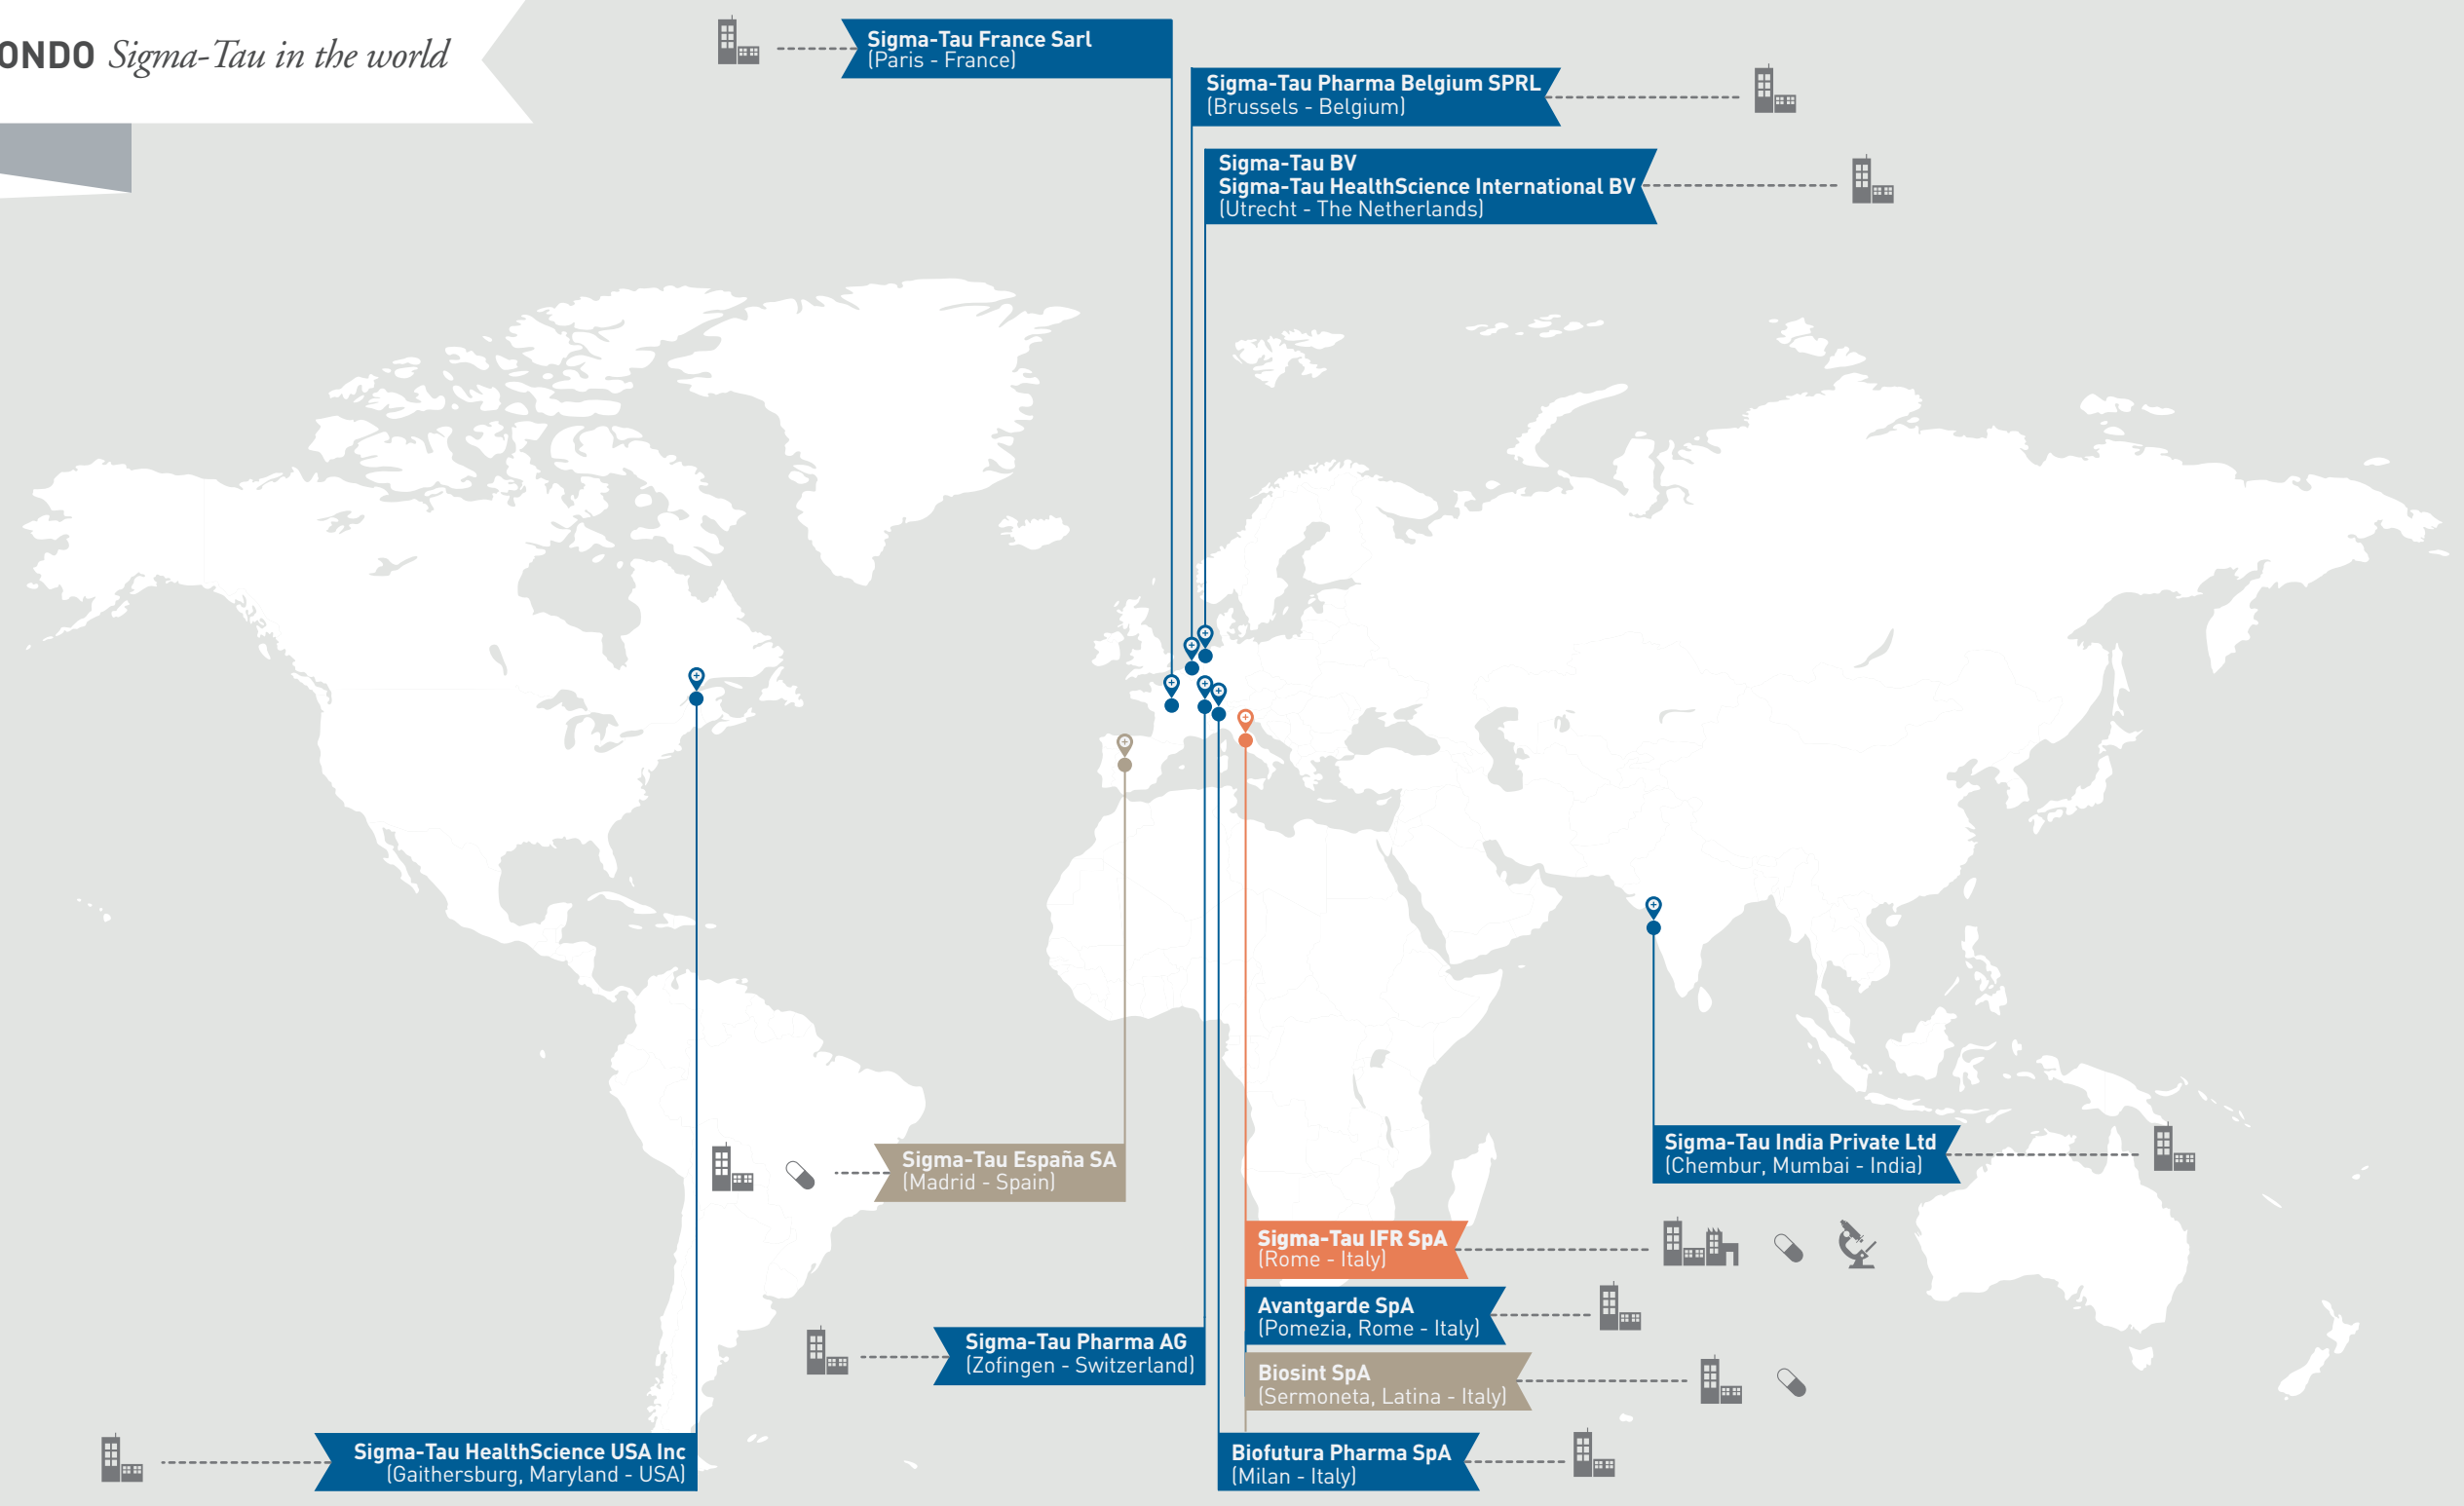 ONDO Sigma-Tau in the world
Sigma-Tau France Sarl
(Paris - France)
Sigma-Tau Pharma Belgium SPRL
(Brussels - Belgium)
Sigma-Tau BV
Sigma-Tau HealthScience International BV
(Utrecht - The Netherlands)
Sigma-Tau España SA
(Madrid - Spain)
Sigma-Tau India Private Ltd
(Chembur, Mumbai - India)
Sigma-Tau IFR SpA
(Rome - Italy)
Avantgarde SpA
(Pomezia, Rome - Italy)
Sigma-Tau Pharma AG
(Zofingen - Switzerland)
Biosint SpA
(Sermoneta, Latina - Italy)
Sigma-Tau HealthScience USA Inc
(Gaithersburg, Maryland - USA)
Biofutura Pharma SpA
(Milan - Italy)